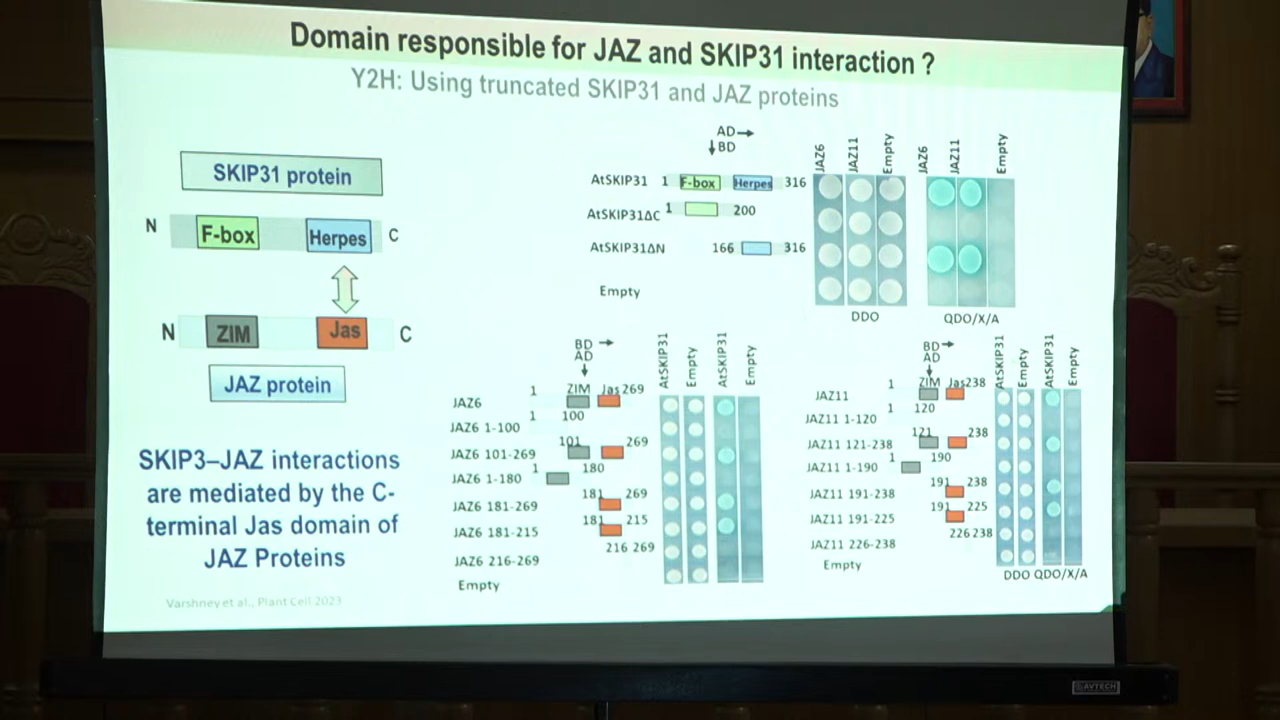 Domain responsible for JAZ and SKIP31 interaction ?
Y2H: Using truncated SKIP31 and JAZ proteins
SKIP31 protein
N F-box Herpes C
N ZIM Jas C
JAZ protein
SKIP3–JAZ interactions
are mediated by the C-
terminal Jas domain of
JAZ Proteins
Varshney et al., Plant Cell 2023
AD→
↓BD
JAZ6 JAZ11 Empty JAZ6 JAZ11 Empty
AtSKIP31 1 F-box Herpes 316
AtSKIP31ΔC 1 200
AtSKIP31ΔN 166 316
Empty
DDO QDO/X/A
BD →
AD
↓
AtSKIP31 Empty AtSKIP31 Empty
1 ZIM Jas 269
JAZ6
1 100
JAZ6 1-100
101 269
JAZ6 101-269
1 180
JAZ6 1-180
181 269
JAZ6 181-269
181 215
JAZ6 181-215
216 269
JAZ6 216-269
Empty
BD→
AD
↓
AtSKIP31 Empty AtSKIP31 Empty
1 ZIM Jas238
JAZ11
1 120
JAZ11 1-120
121 238
JAZ11 121-238
1 190
JAZ11 1-190
191 238
JAZ11 191-238
191 225
JAZ11 191-225
226 238
JAZ11 226-238
Empty
DDO QDO/X/A
AVTECH